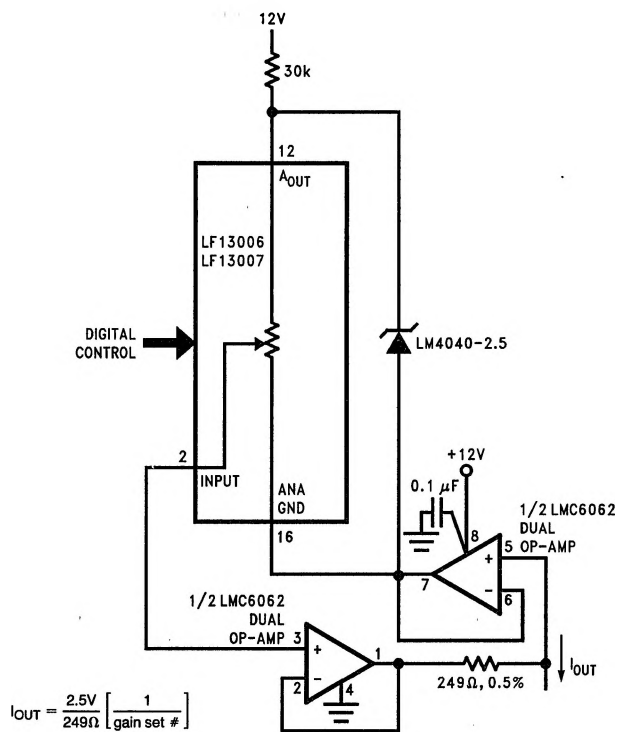 12V
30k
12
AOUT
LF13006
LF13007
DIGITAL
CONTROL
LM4040-2.5
2
INPUT
ANA
GND
16
+12V
0.1 µF
8
1/2 LMC6062
DUAL
OP-AMP
5
+
7
-
6
1/2 LMC6062
DUAL
OP-AMP 3
+
1
2
-
4
249Ω, 0.5%
IOUT
IOUT = 2.5V / 249Ω [ 1 / gain set # ]